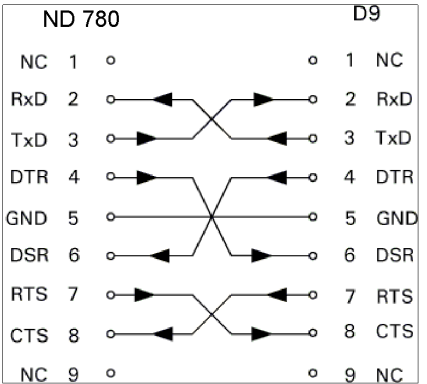 ND 780 D9
NC 1 1 NC
RxD 2 2 RxD
TxD 3 3 TxD
DTR 4 4 DTR
GND 5 5 GND
DSR 6 6 DSR
RTS 7 7 RTS
CTS 8 8 CTS
NC 9 9 NC